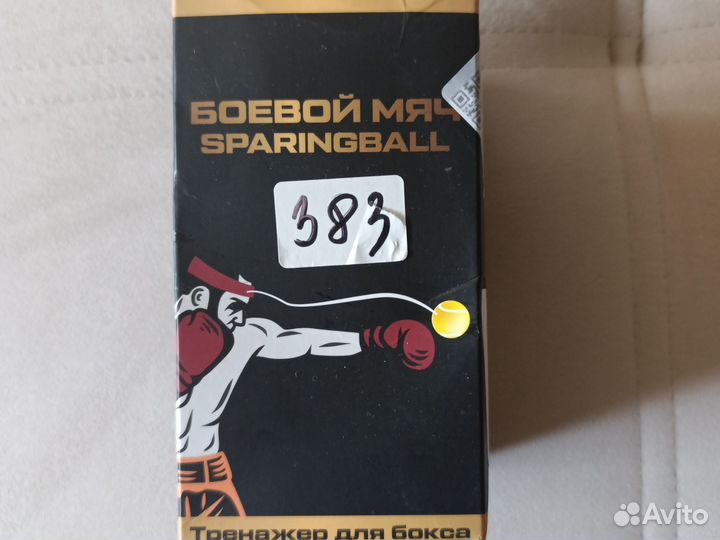 БОЕВОЙ МЯЧ
SPARINGBALL
383
Тренажер для бокса
Avito